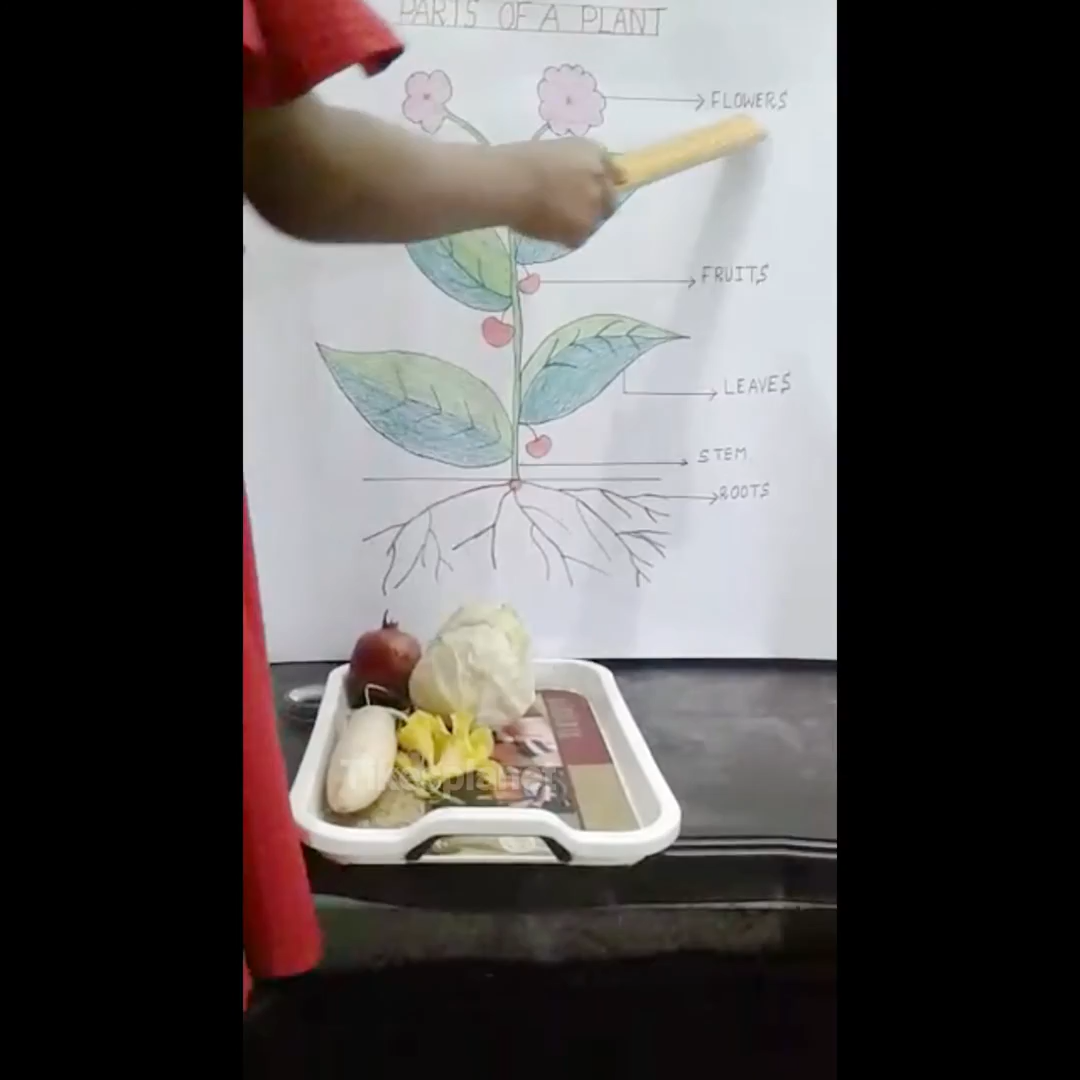 PARTS OF A PLANT
FLOWERS
FRUITS
LEAVES
STEM
ROOTS